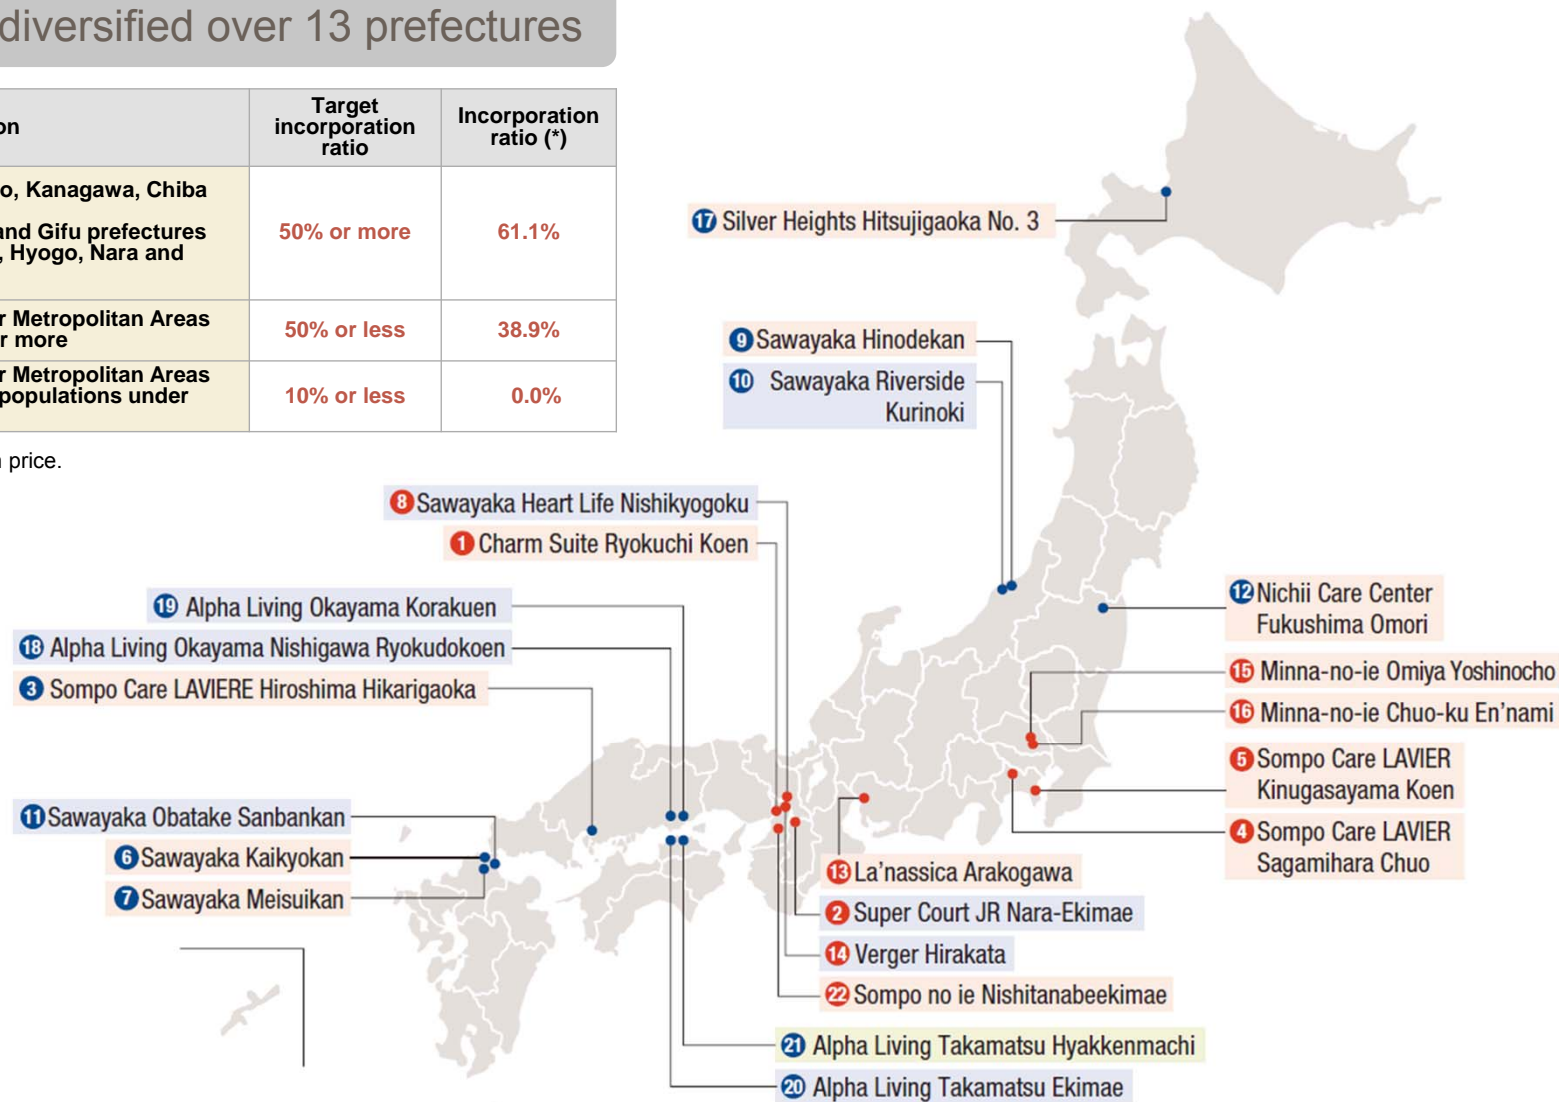 diversified over 13 prefectures
on
Target
incorporation
ratio
Incorporation
ratio (*)
o, Kanagawa, Chiba
and Gifu prefectures
, Hyogo, Nara and
50% or more
61.1%
r Metropolitan Areas
r more
50% or less
38.9%
r Metropolitan Areas
populations under
10% or less
0.0%
n price.
17 Silver Heights Hitsujigaoka No. 3
9 Sawayaka Hinodekan
10 Sawayaka Riverside
Kurinoki
8 Sawayaka Heart Life Nishikyogoku
1 Charm Suite Ryokuchi Koen
19 Alpha Living Okayama Korakuen
18 Alpha Living Okayama Nishigawa Ryokudokoen
3 Sompo Care LAVIERE Hiroshima Hikarigaoka
11 Sawayaka Obatake Sanbankan
6 Sawayaka Kaikyokan
7 Sawayaka Meisuikan
12 Nichii Care Center
Fukushima Omori
15 Minna-no-ie Omiya Yoshinocho
16 Minna-no-ie Chuo-ku En’nami
5 Sompo Care LAVIER
Kinugasayama Koen
4 Sompo Care LAVIER
Sagamihara Chuo
13 La’nassica Arakogawa
2 Super Court JR Nara-Ekimae
14 Verger Hirakata
22 Sompo no ie Nishitanabeekimae
21 Alpha Living Takamatsu Hyakkenmachi
20 Alpha Living Takamatsu Ekimae